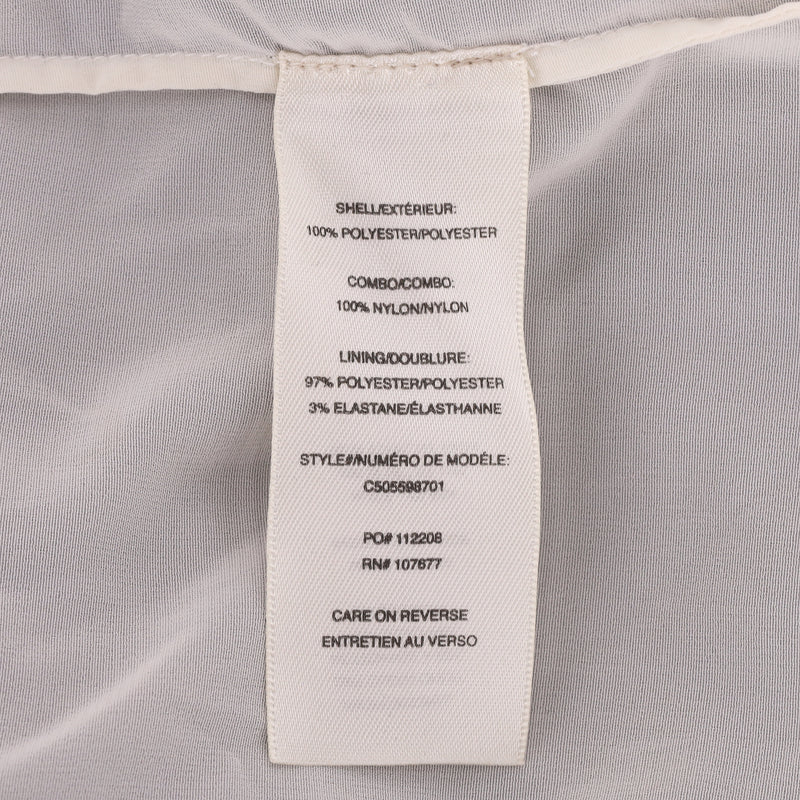 SHELL/EXTÉRIEUR:
100% POLYESTER/POLYESTER
COMBO/COMBO:
100% NYLON/NYLON
LINING/DOUBLURE:
97% POLYESTER/POLYESTER
3% ELASTANE/ÉLASTHANNE
STYLE#/NUMÉRO DE MODÉLE:
C505598701
PO# 112208
RN# 107677
CARE ON REVERSE
ENTRETIEN AU VERSO